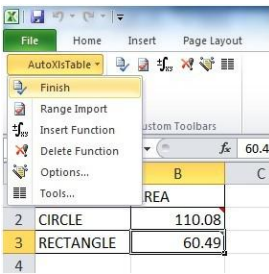 File Home Insert Page Layout
AutoXlsTable
Finish
Range Import
Insert Function
Delete Function
Options...
Tools...
ustom Toolbars
fx 60.4
B C
REA
2 CIRCLE 110.08
3 RECTANGLE 60.49
4